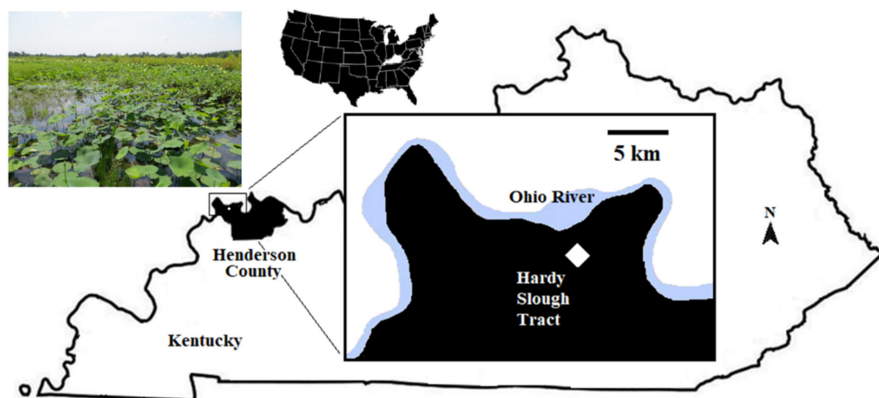 5 km
Ohio River
N
Henderson
County
Hardy
Slough
Tract
Kentucky